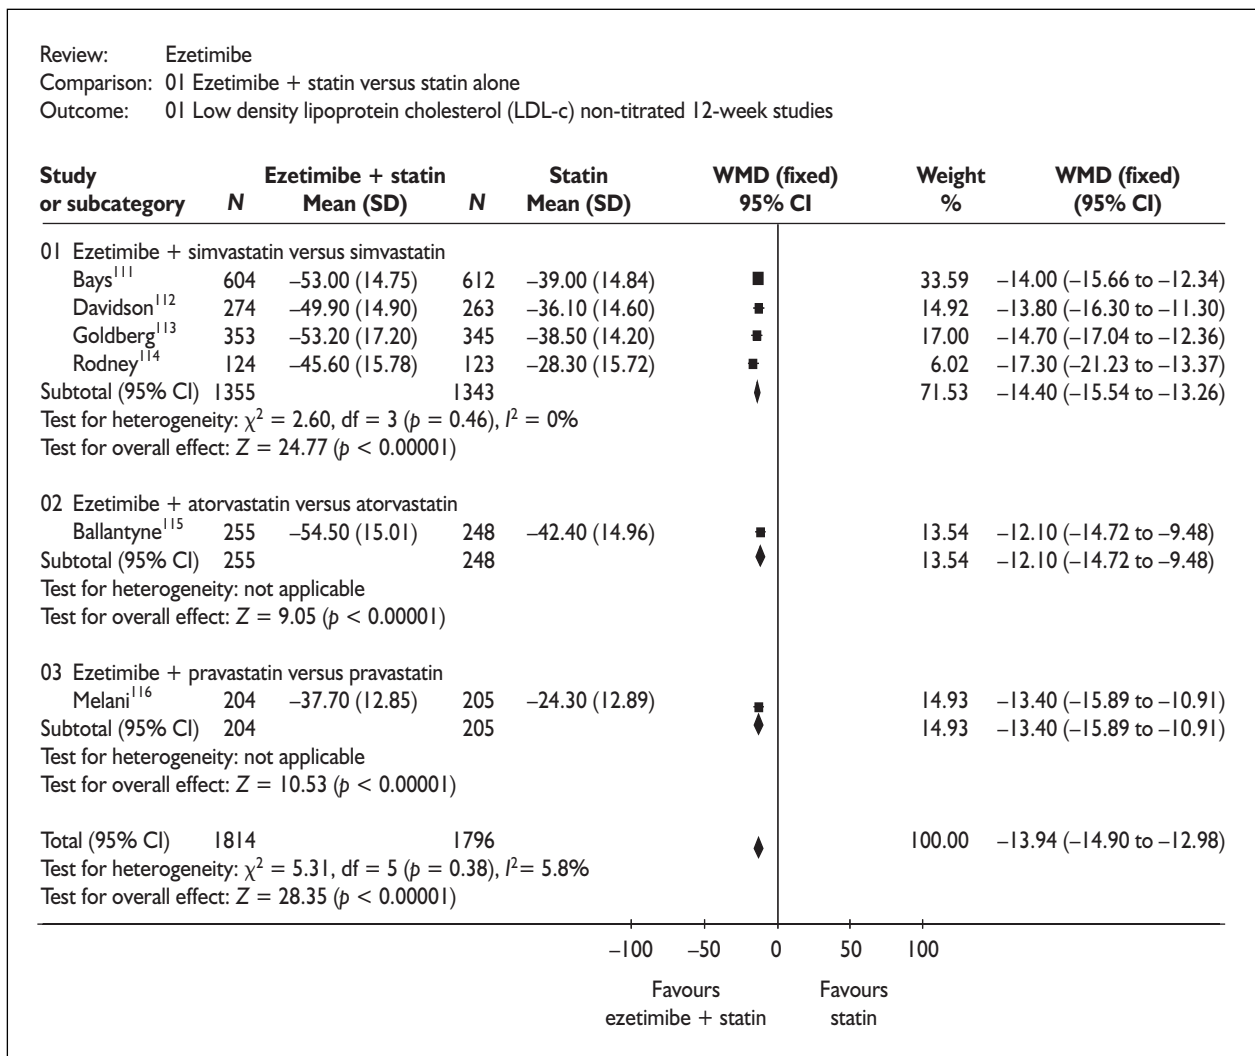 Review: Ezetimibe
Comparison: 01 Ezetimibe + statin versus statin alone
Outcome: 01 Low density lipoprotein cholesterol (LDL-c) non-titrated 12-week studies
Study Ezetimibe + statin Statin WMD (fixed) Weight WMD (fixed)
or subcategory N Mean (SD) N Mean (SD) 95% CI % (95% CI)
01 Ezetimibe + simvastatin versus simvastatin
Bays¹¹¹ 604 –53.00 (14.75) 612 –39.00 (14.84) 33.59 –14.00 (–15.66 to –12.34)
Davidson¹¹² 274 –49.90 (14.90) 263 –36.10 (14.60) 14.92 –13.80 (–16.30 to –11.30)
Goldberg¹¹³ 353 –53.20 (17.20) 345 –38.50 (14.20) 17.00 –14.70 (–17.04 to –12.36)
Rodney¹¹⁴ 124 –45.60 (15.78) 123 –28.30 (15.72) 6.02 –17.30 (–21.23 to –13.37)
Subtotal (95% CI) 1355 1343 71.53 –14.40 (–15.54 to –13.26)
Test for heterogeneity: χ² = 2.60, df = 3 (p = 0.46), I² = 0%
Test for overall effect: Z = 24.77 (p < 0.00001)
02 Ezetimibe + atorvastatin versus atorvastatin
Ballantyne¹¹⁵ 255 –54.50 (15.01) 248 –42.40 (14.96) 13.54 –12.10 (–14.72 to –9.48)
Subtotal (95% CI) 255 248 13.54 –12.10 (–14.72 to –9.48)
Test for heterogeneity: not applicable
Test for overall effect: Z = 9.05 (p < 0.00001)
03 Ezetimibe + pravastatin versus pravastatin
Melani¹¹⁶ 204 –37.70 (12.85) 205 –24.30 (12.89) 14.93 –13.40 (–15.89 to –10.91)
Subtotal (95% CI) 204 205 14.93 –13.40 (–15.89 to –10.91)
Test for heterogeneity: not applicable
Test for overall effect: Z = 10.53 (p < 0.00001)
Total (95% CI) 1814 1796 100.00 –13.94 (–14.90 to –12.98)
Test for heterogeneity: χ² = 5.31, df = 5 (p = 0.38), I²= 5.8%
Test for overall effect: Z = 28.35 (p < 0.00001)
–100 –50 0 50 100
Favours Favours
ezetimibe + statin statin